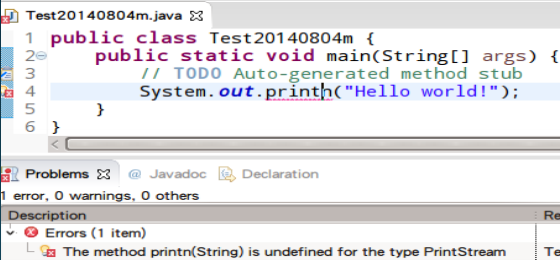 Test20140804m.java
1 public class Test20140804m {
2 public static void main(String[] args) {
3 // TODO Auto-generated method stub
4 System.out.printn("Hello world!");
5 }
6 }
Problems @ Javadoc Declaration
1 error, 0 warnings, 0 others
Description Re
Errors (1 item)
The method printn(String) is undefined for the type PrintStream Te